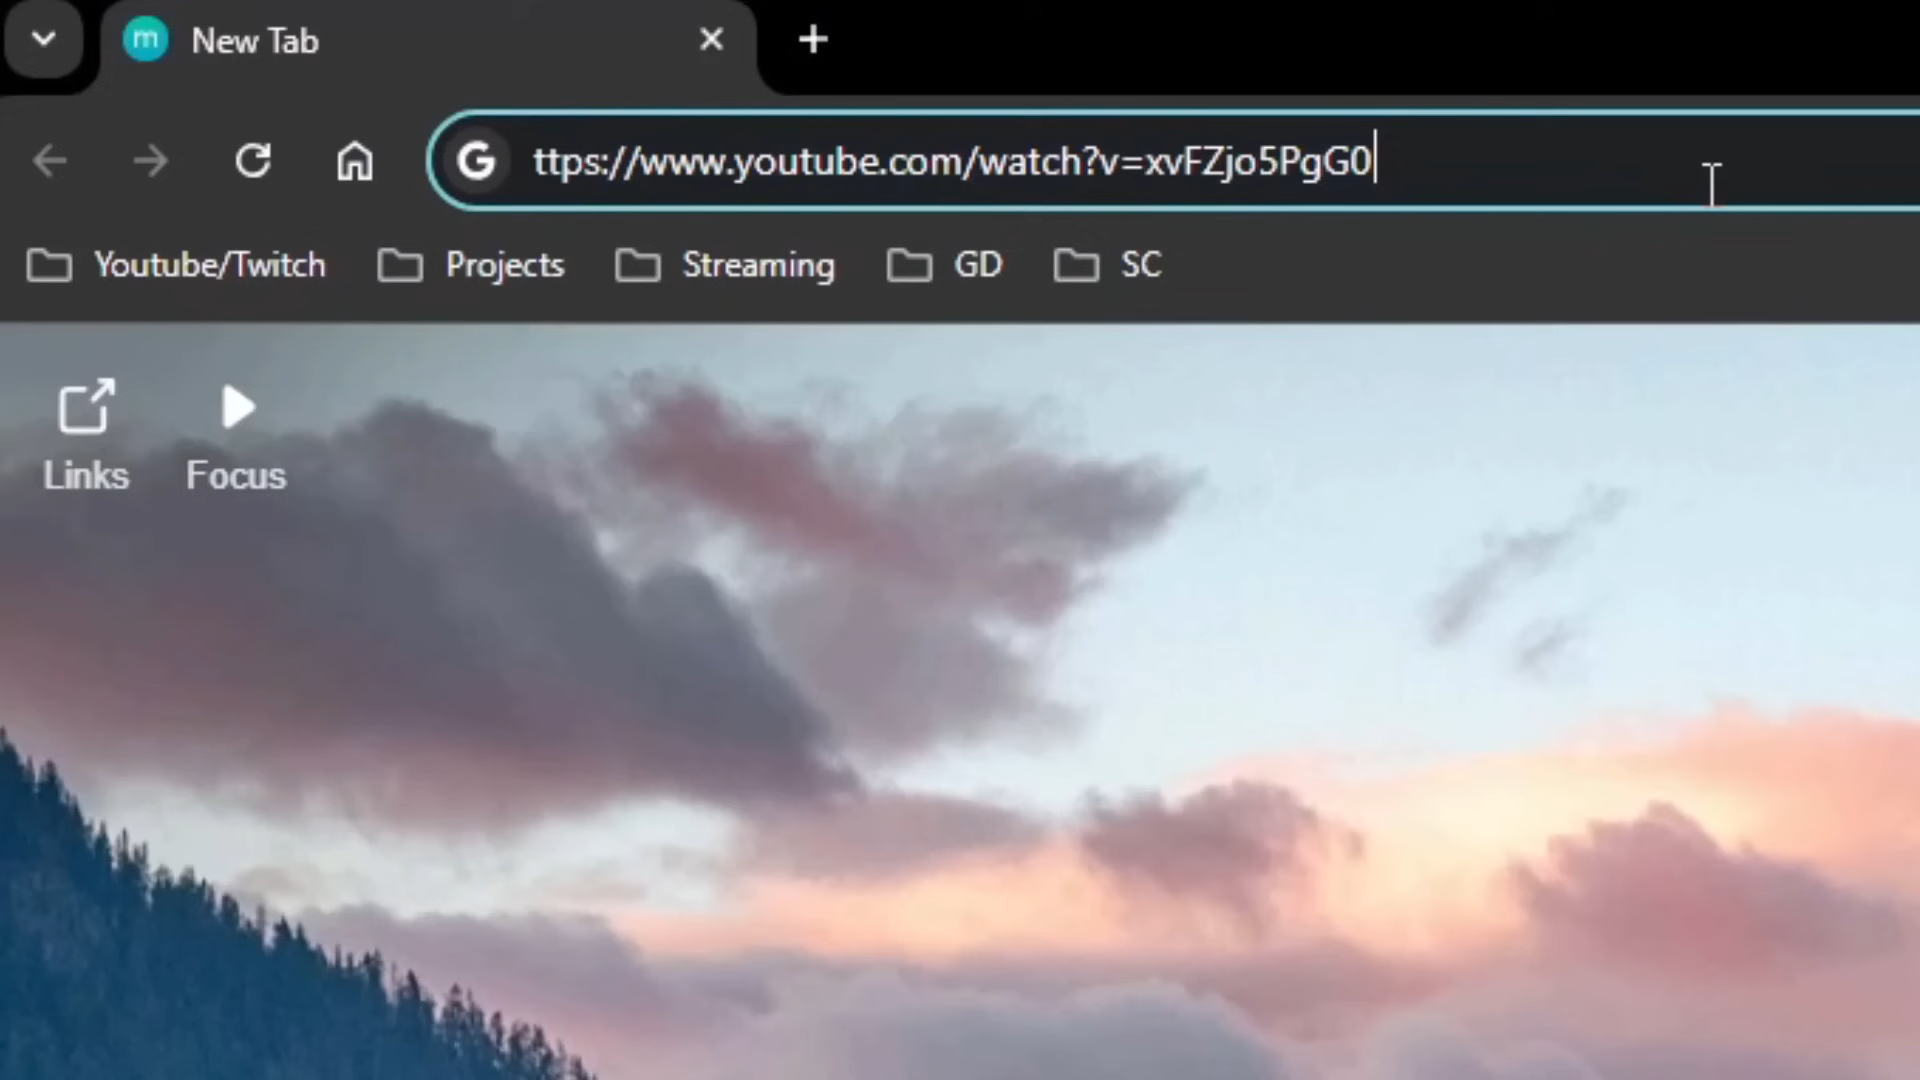 m New Tab
G ttps://www.youtube.com/watch?v=xvFZjo5PgG0
Youtube/Twitch Projects Streaming GD SC
Links Focus